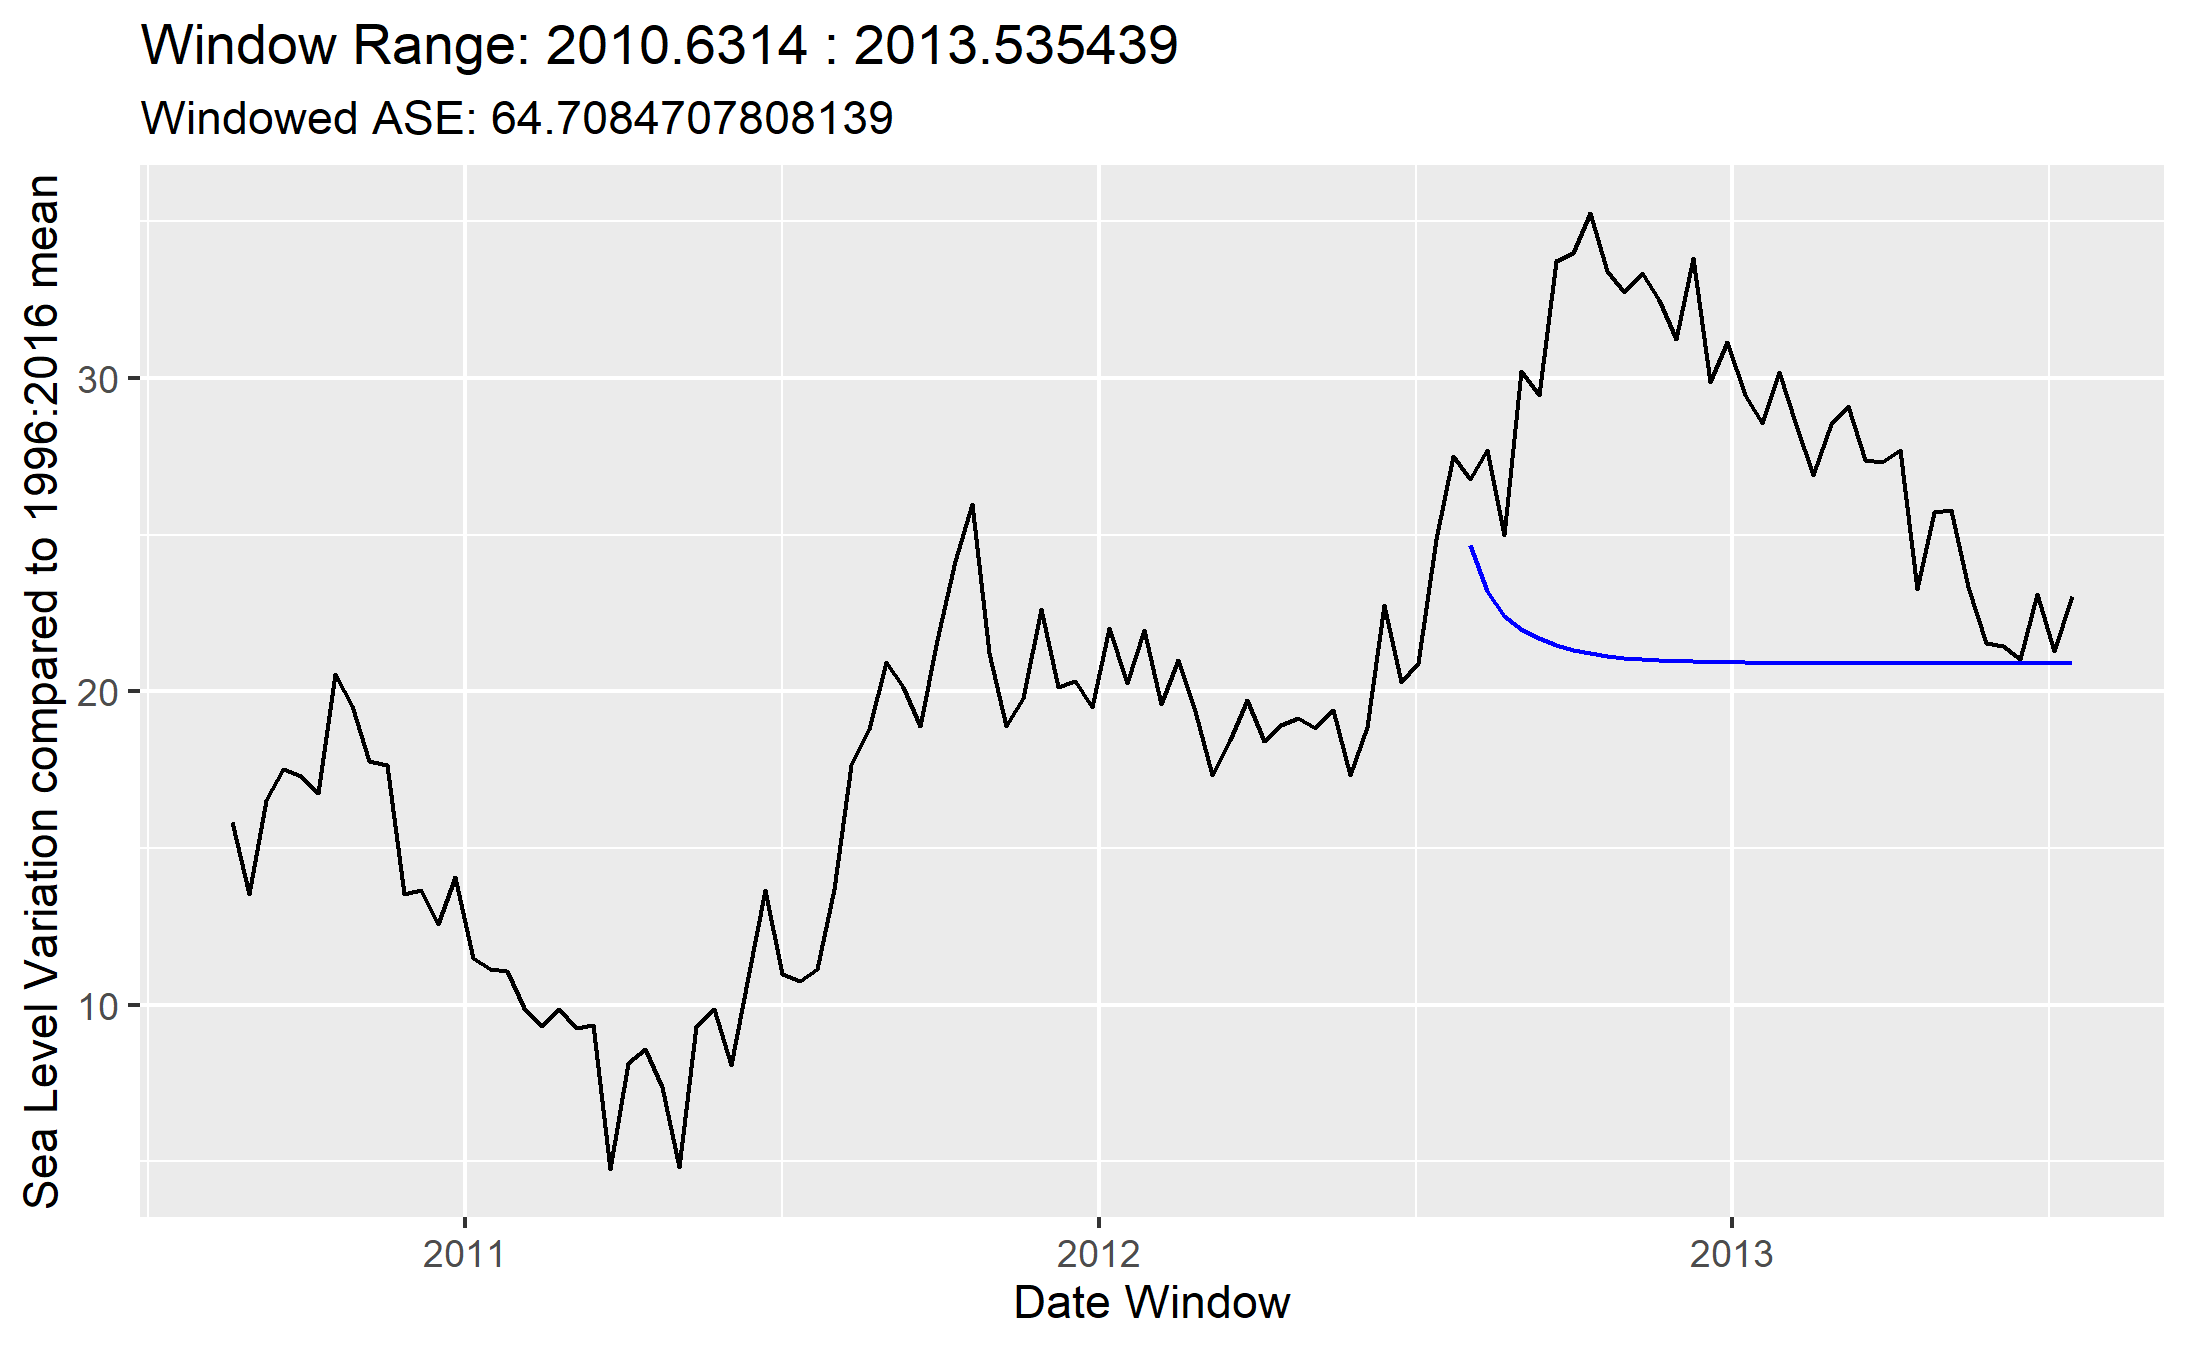 Window Range: 2010.6314 : 2013.535439
Windowed ASE: 64.7084707808139
Sea Level Variation compared to 1996:2016 mean
30
20
10
2011
2012
2013
Date Window